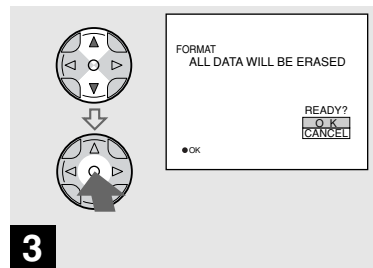 FORMAT
ALL DATA WILL BE ERASED
READY?
O K
CANCEL
●OK
3